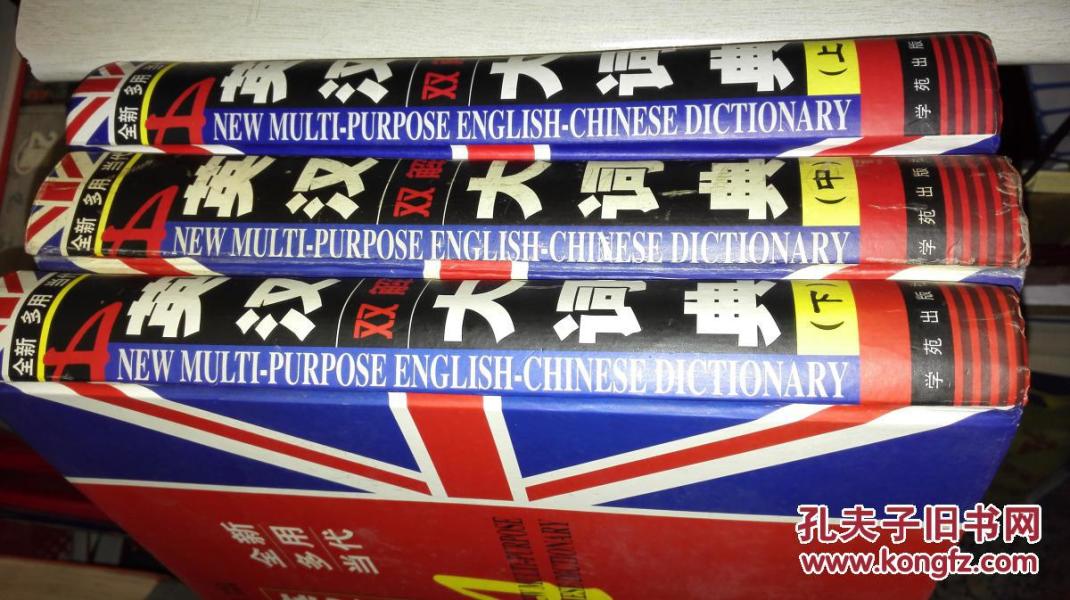 全新 多用 当代
英汉双解大词典(上)
NEW MULTI-PURPOSE ENGLISH-CHINESE DICTIONARY
学苑出版
全新 多用 当代
英汉双解大词典(中)
NEW MULTI-PURPOSE ENGLISH-CHINESE DICTIONARY
学苑出版
全新 多用 当代
英汉双解大词典(下)
NEW MULTI-PURPOSE ENGLISH-CHINESE DICTIONARY
学苑出版
全新
多用
当代
MULTI-PURPOSE
DICTIONARY
孔夫子旧书网
www.kongfz.com